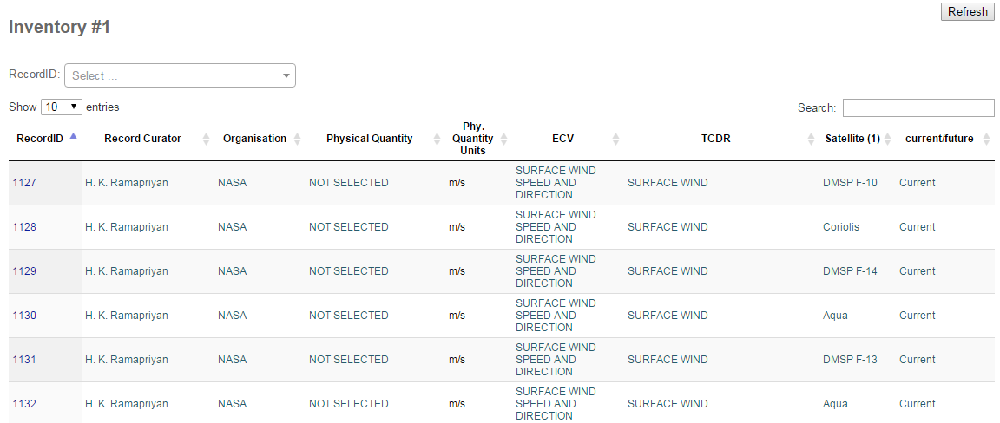 Refresh
Inventory #1
RecordID: Select ...
Show 10 entries
Search:
RecordID Record Curator Organisation Physical Quantity Phy. Quantity Units ECV TCDR Satellite (1) current/future
1127 H. K. Ramapriyan NASA NOT SELECTED m/s SURFACE WIND SPEED AND DIRECTION SURFACE WIND DMSP F-10 Current
1128 H. K. Ramapriyan NASA NOT SELECTED m/s SURFACE WIND SPEED AND DIRECTION SURFACE WIND Coriolis Current
1129 H. K. Ramapriyan NASA NOT SELECTED m/s SURFACE WIND SPEED AND DIRECTION SURFACE WIND DMSP F-14 Current
1130 H. K. Ramapriyan NASA NOT SELECTED m/s SURFACE WIND SPEED AND DIRECTION SURFACE WIND Aqua Current
1131 H. K. Ramapriyan NASA NOT SELECTED m/s SURFACE WIND SPEED AND DIRECTION SURFACE WIND DMSP F-13 Current
1132 H. K. Ramapriyan NASA NOT SELECTED m/s SURFACE WIND SPEED AND DIRECTION SURFACE WIND Aqua Current